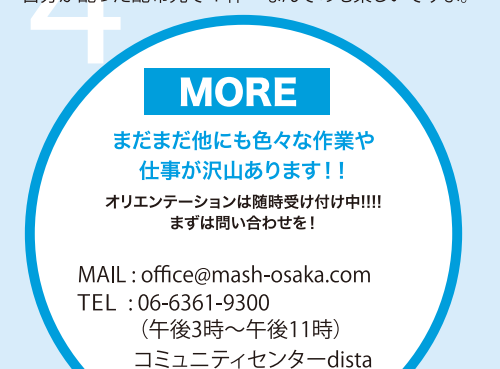 4
MORE
まだまだ他にも色々な作業や
仕事が沢山あります!!
オリエンテーションは随時受け付け中!!!!
まずは問い合わせを!
MAIL : office@mash-osaka.com
TEL : 06-6361-9300
(午後3時〜午後11時)
コミュニティセンターdista